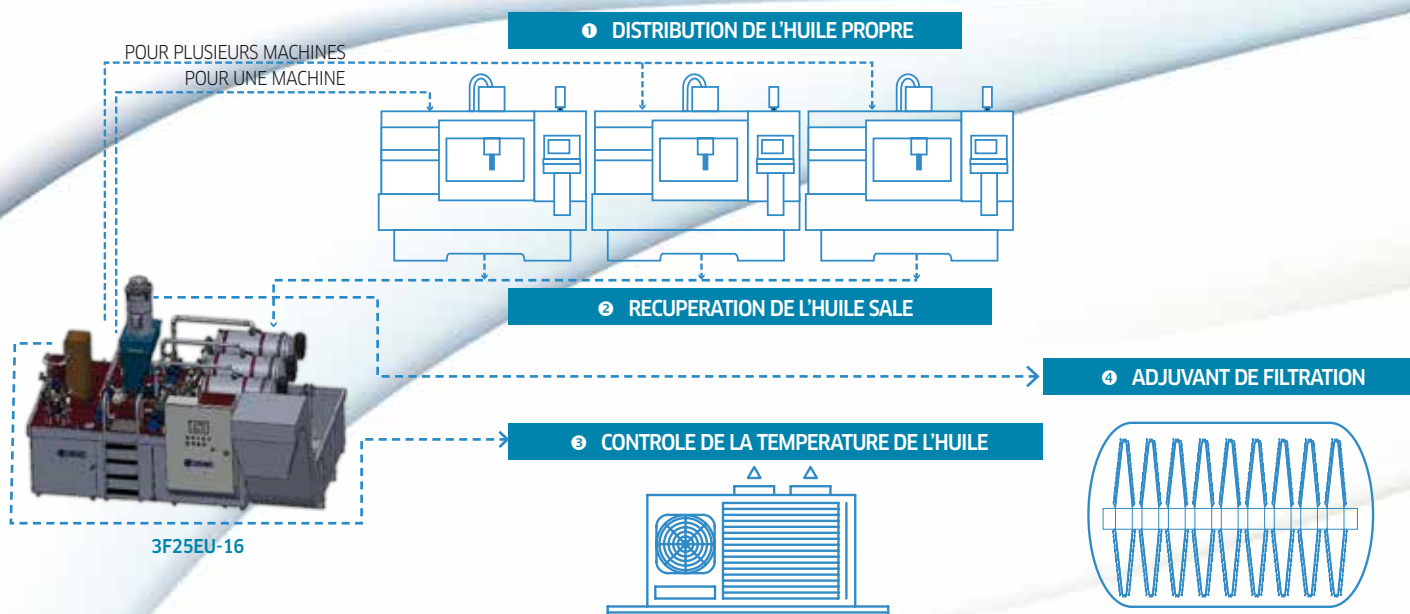 ❶ DISTRIBUTION DE L'HUILE PROPRE
POUR PLUSIEURS MACHINES
POUR UNE MACHINE
❷ RECUPERATION DE L'HUILE SALE
❹ ADJUVANT DE FILTRATION
❸ CONTROLE DE LA TEMPERATURE DE L'HUILE
3F25EU-16